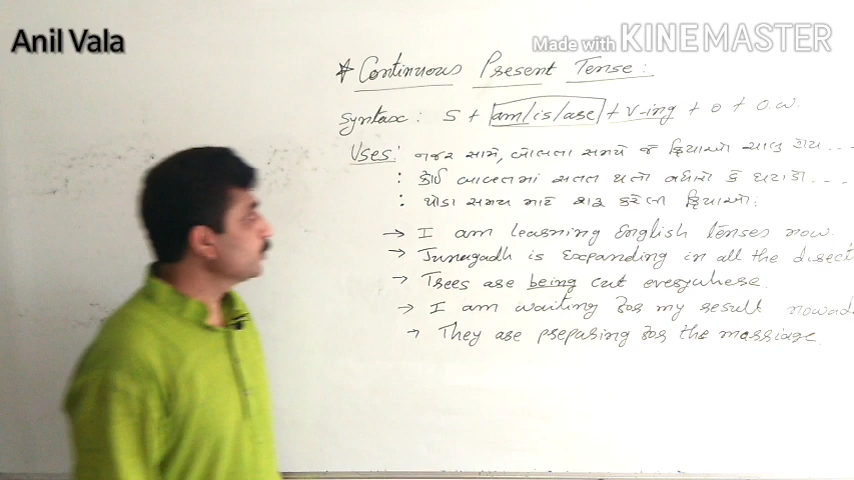 Anil Vala
Made with KINEMASTER
* Continuous Present Tense :
Syntax : S + am/is/are + V-ing + O + O.W.
Uses : નજર સામે, બોલતા સમયે જે ક્રિયાઓ ચાલુ હોય....
: કોઈ બાબતમાં સતત થતો વધારો કે ઘટાડો....
: થોડા સમય માટે શરૂ કરેલી ક્રિયાઓ.
→ I am learning English tenses now.
→ Junagadh is expanding in all the direct
→ Trees are being cut everywhere.
→ I am waiting for my result nowad
→ They are preparing for the marriage.